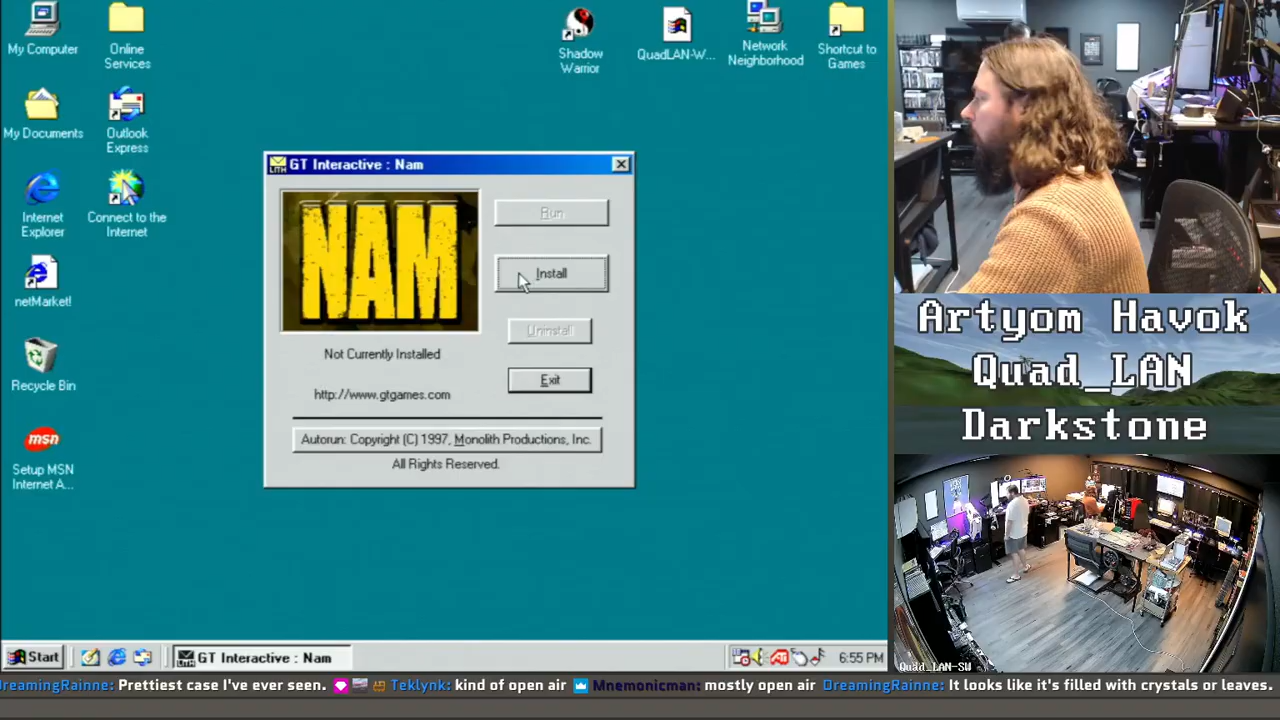 My Computer
Online
Services
Shadow
Warrior
QuadLAN-W...
Network
Neighborhood
Shortcut to
Games
My Documents
Outlook
Express
Internet
Explorer
Connect to the
Internet
netMarket!
Recycle Bin
msn
Setup MSN
Internet A...
GT Interactive : Nam
NAM
Run
Install
Uninstall
Exit
Not Currently Installed
http://www.gtgames.com
Autorun: Copyright (C) 1997, Monolith Productions, Inc.
All Rights Reserved.
Artyom Havok
Quad_LAN
Darkstone
Quad_LAN-SW
Start
GT Interactive : Nam
6:55 PM
DreamingRainne: Prettiest case I've ever seen. Teklynk: kind of open air Mnemonicman: mostly open air DreamingRainne: It looks like it's filled with crystals or leaves.